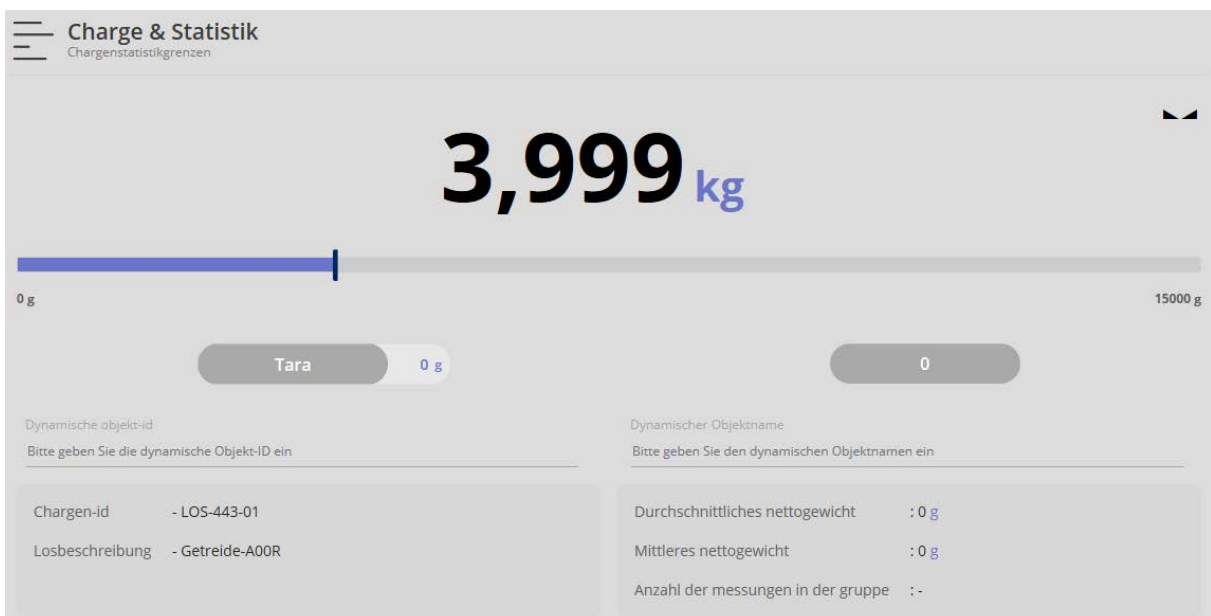 Charge & Statistik
Chargenstatistikgrenzen
3,999 kg
0 g
15000 g
Tara
0 g
0
Dynamische objekt-id
Bitte geben Sie die dynamische Objekt-ID ein
Dynamischer Objektname
Bitte geben Sie den dynamischen Objektnamen ein
Chargen-id - LOS-443-01
Losbeschreibung - Getreide-A00R
Durchschnittliches nettogewicht : 0 g
Mittleres nettogewicht : 0 g
Anzahl der messungen in der gruppe : -